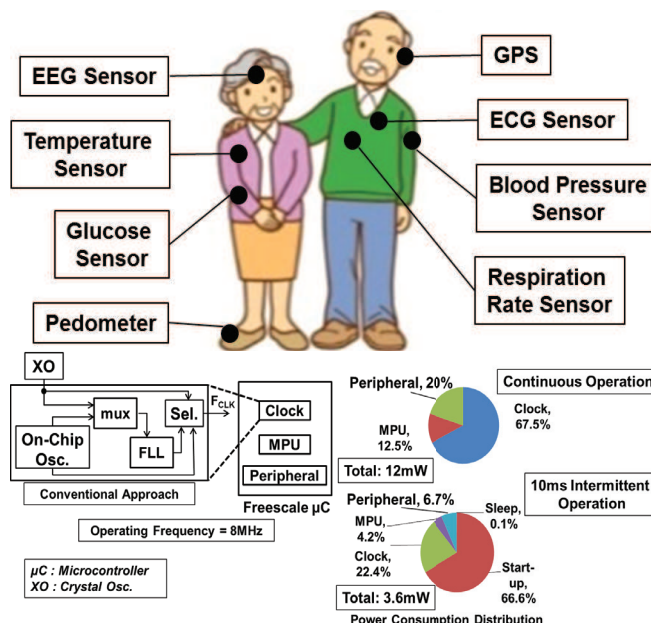 EEG Sensor
GPS
Temperature
Sensor
ECG Sensor
Glucose
Sensor
Blood Pressure
Sensor
Pedometer
Respiration
Rate Sensor
XO
mux
Sel.
F_CLK
On-Chip
Osc.
FLL
Conventional Approach
Clock
MPU
Peripheral
Freescale µC
Operating Frequency = 8MHz
µC : Microcontroller
XO : Crystal Osc.
Peripheral, 20%
Continuous Operation
Clock,
67.5%
MPU,
12.5%
Total: 12mW
10ms Intermittent
Operation
Peripheral, 6.7%
Sleep,
0.1%
MPU,
4.2%
Clock,
22.4%
Start-
up,
66.6%
Total: 3.6mW
Power Consumption Distribution